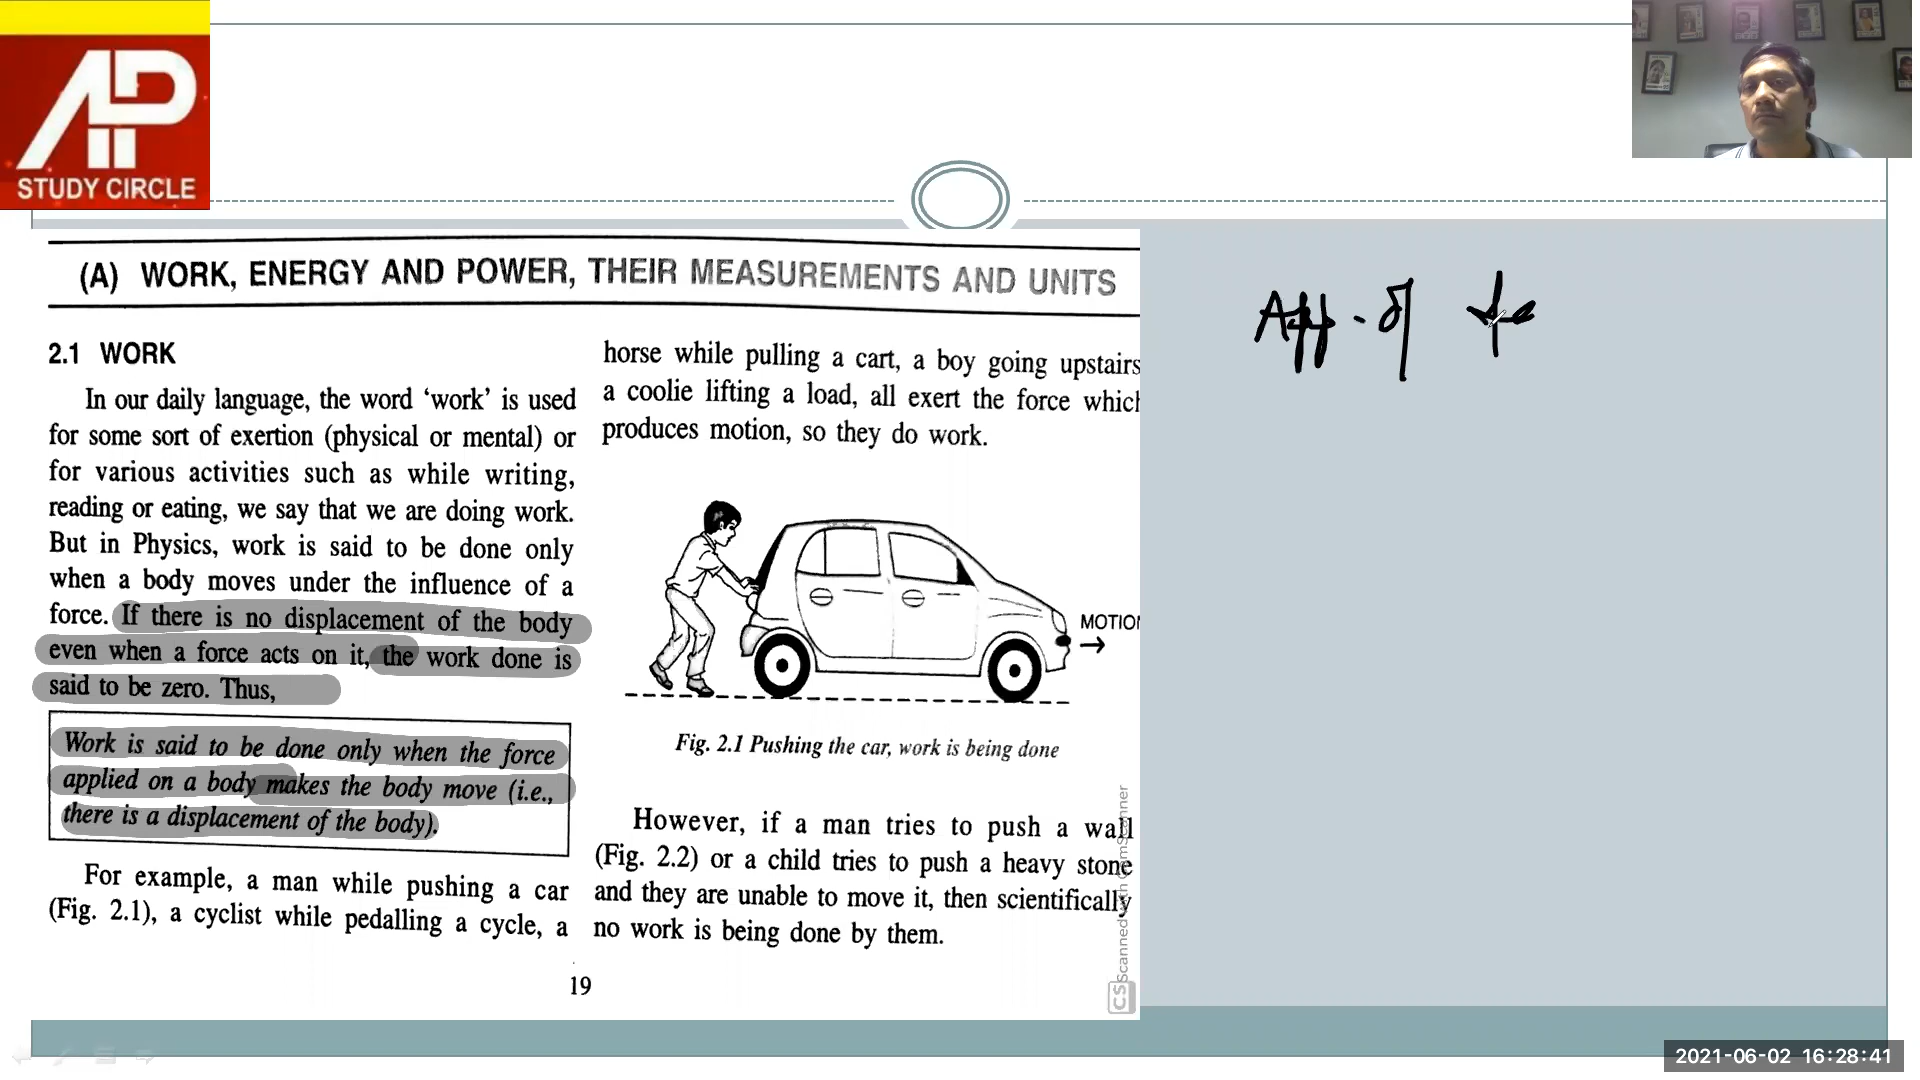 AP
STUDY CIRCLE
(A) WORK, ENERGY AND POWER, THEIR MEASUREMENTS AND UNITS
2.1 WORK
In our daily language, the word ‘work’ is used
for some sort of exertion (physical or mental) or
for various activities such as while writing,
reading or eating, we say that we are doing work.
But in Physics, work is said to be done only
when a body moves under the influence of a
force. If there is no displacement of the body
even when a force acts on it, the work done is
said to be zero. Thus,
Work is said to be done only when the force
applied on a body makes the body move (i.e.,
there is a displacement of the body).
For example, a man while pushing a car
(Fig. 2.1), a cyclist while pedalling a cycle, a
horse while pulling a cart, a boy going upstairs
a coolie lifting a load, all exert the force which
produces motion, so they do work.
MOTIO
→
Fig. 2.1 Pushing the car, work is being done
However, if a man tries to push a wall
(Fig. 2.2) or a child tries to push a heavy stone
and they are unable to move it, then scientifically
no work is being done by them.
19
CS Scanned with CamScanner
App. of fo
2021-06-02 16:28:41